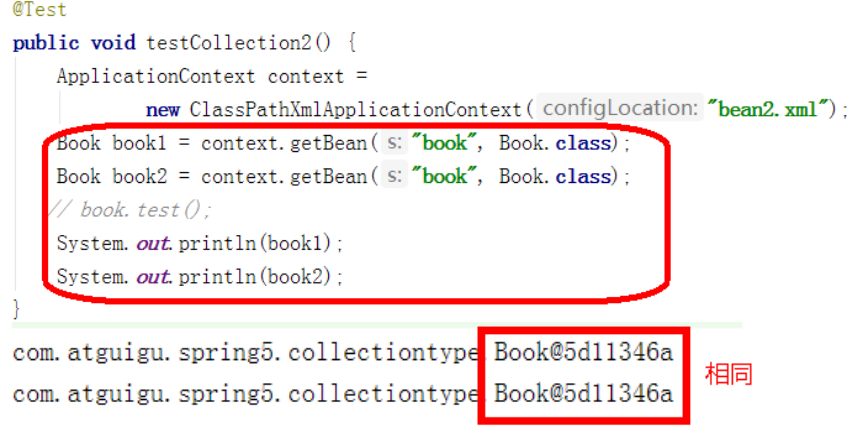 @Test
public void testCollection2() {
ApplicationContext context =
new ClassPathXmlApplicationContext( configLocation: "bean2.xml");
Book book1 = context.getBean( s: "book", Book.class);
Book book2 = context.getBean( s: "book", Book.class);
// book.test();
System.out.println(book1);
System.out.println(book2);
}
com.atguigu.spring5.collectiontype.Book@5d11346a
com.atguigu.spring5.collectiontype.Book@5d11346a
相同